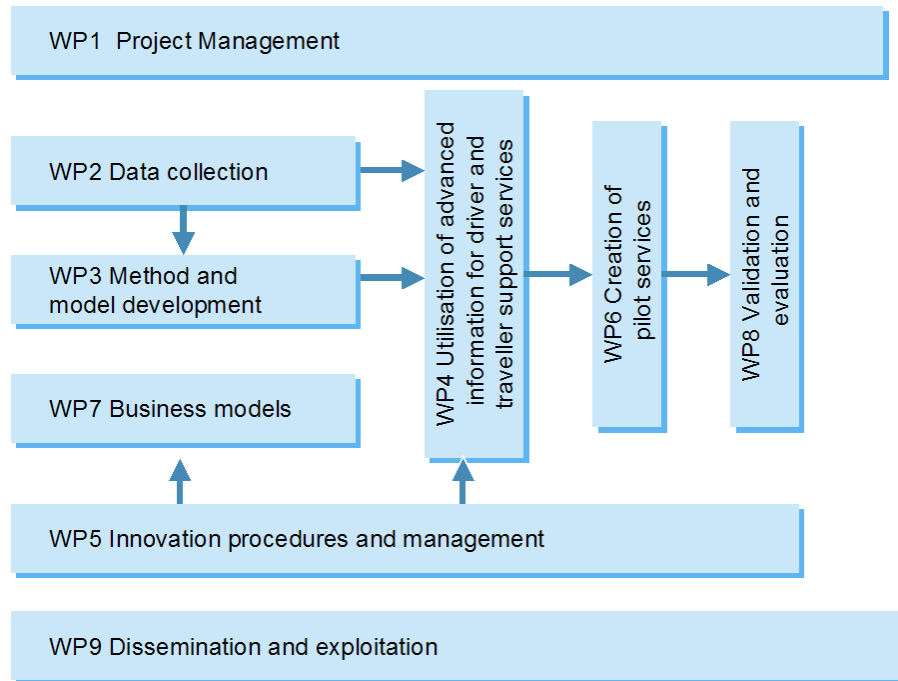 WP1  Project Management
WP2 Data collection
WP3 Method and
model development
WP7 Business models
WP4 Utilisation of advanced
information for driver and
traveller support services
WP6 Creation of
pilot services
WP8 Validation and
evaluation
WP5 Innovation procedures and management
WP9 Dissemination and exploitation